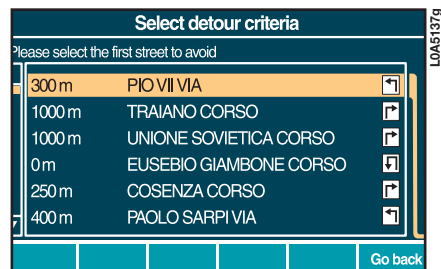 Select detour criteria
Please select the first street to avoid
300 m PIO VII VIA
1000 m TRAIANO CORSO
1000 m UNIONE SOVIETICA CORSO
0 m EUSEBIO GIAMBONE CORSO
250 m COSENZA CORSO
400 m PAOLO SARPI VIA
Go back
L0A5137g